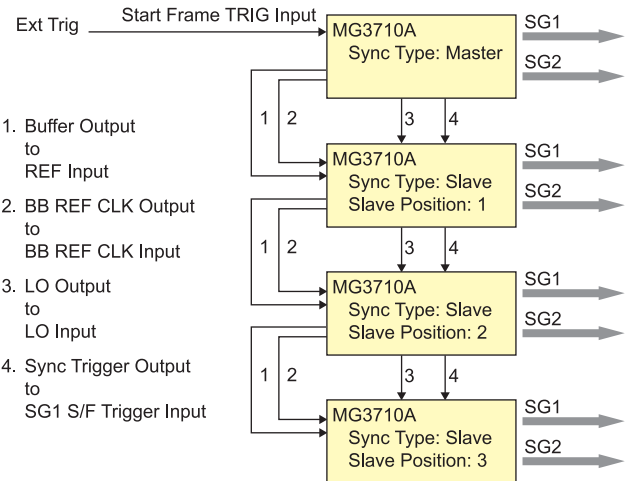 Ext Trig
Start Frame TRIG Input
MG3710A
Sync Type: Master
SG1
SG2
1 2
3 4
1. Buffer Output
to
REF Input
2. BB REF CLK Output
to
BB REF CLK Input
3. LO Output
to
LO Input
4. Sync Trigger Output
to
SG1 S/F Trigger Input
MG3710A
Sync Type: Slave
Slave Position: 1
SG1
SG2
1 2
3 4
MG3710A
Sync Type: Slave
Slave Position: 2
SG1
SG2
1 2
3 4
MG3710A
Sync Type: Slave
Slave Position: 3
SG1
SG2